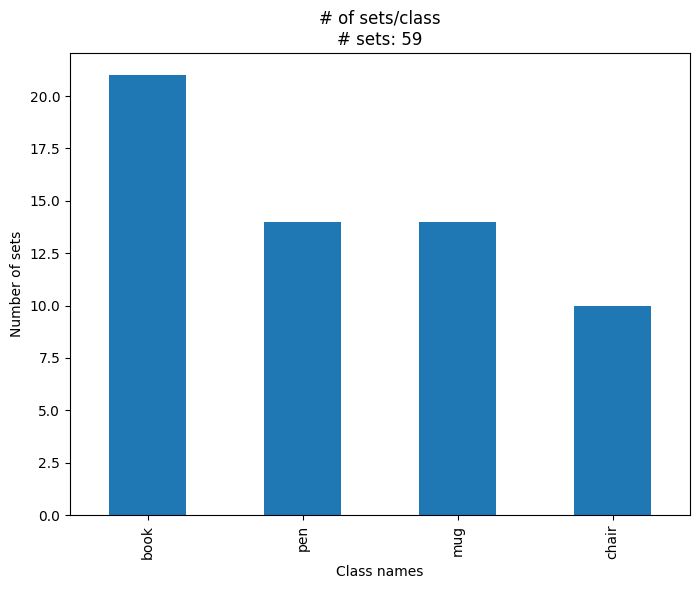 # of sets/class
# sets: 59
Number of sets
20.0
17.5
15.0
12.5
10.0
7.5
5.0
2.5
0.0
book
pen
mug
chair
Class names